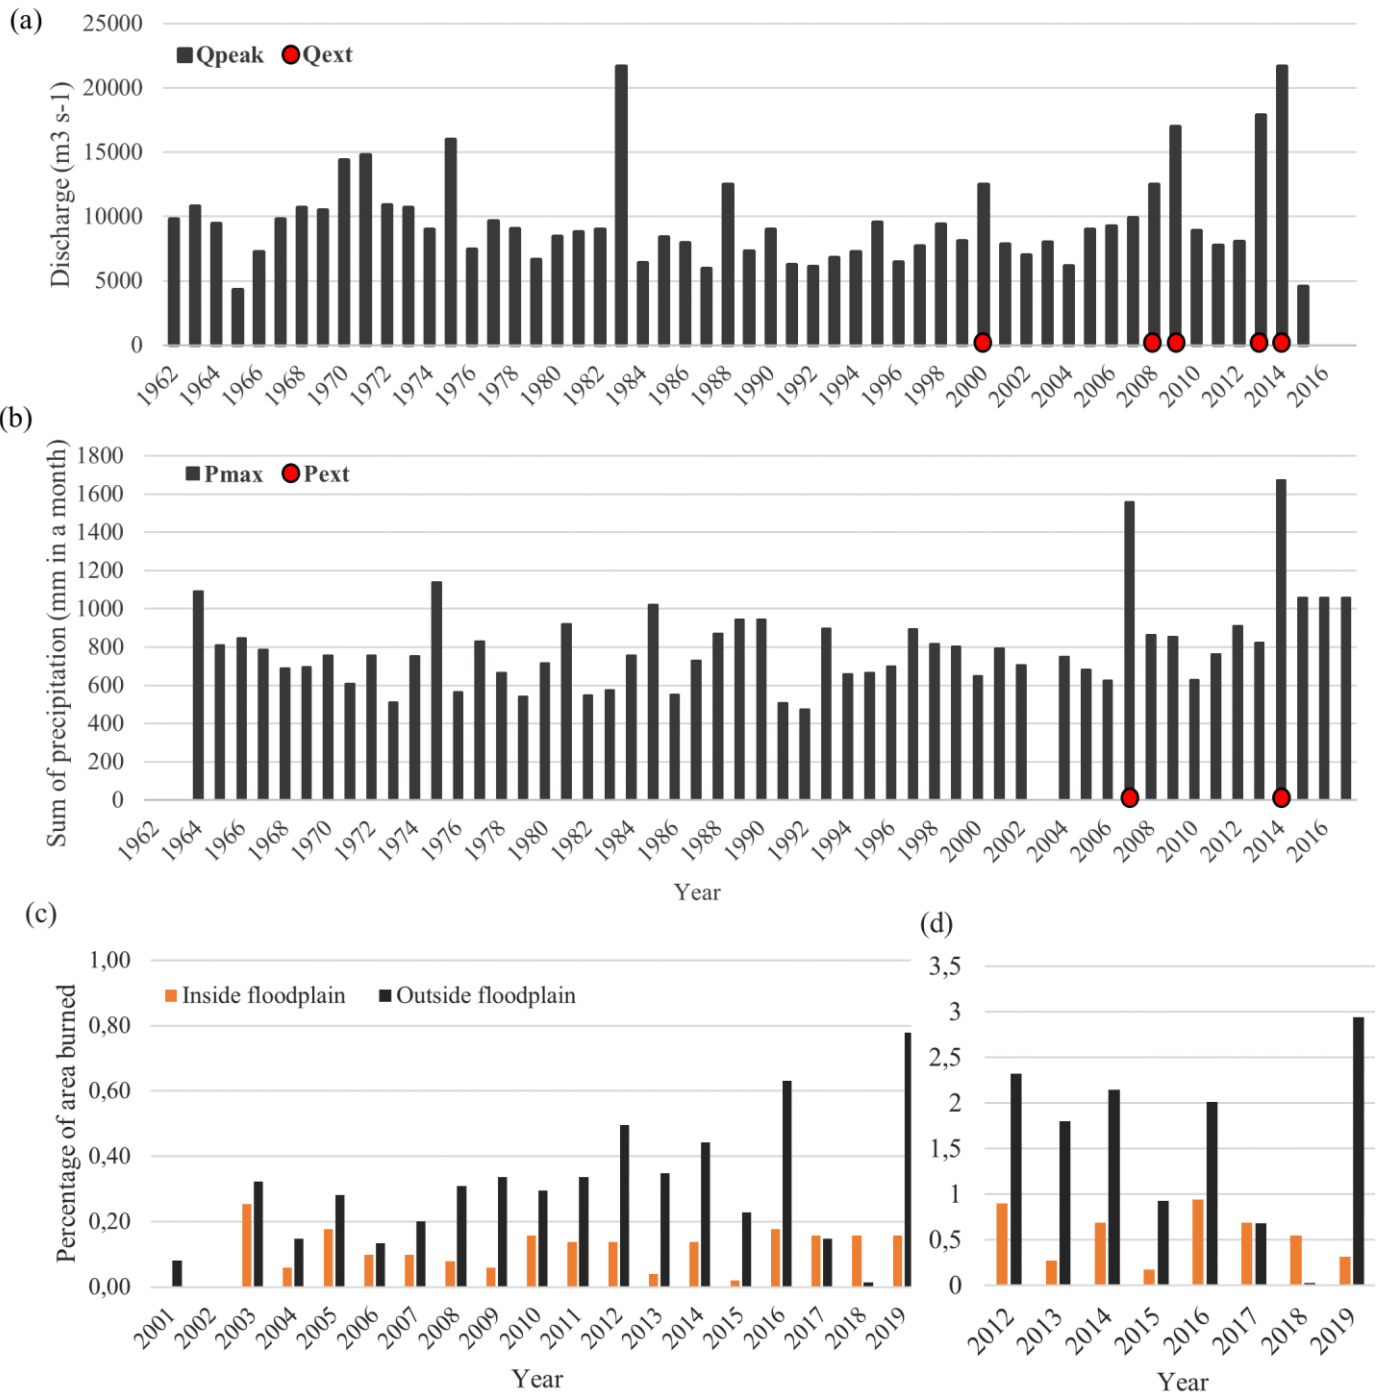 (a)
Discharge (m3 s-1)
25000
20000
15000
10000
5000
0
Qpeak Qext
1962 1964 1966 1968 1970 1972 1974 1976 1978 1980 1982 1984 1986 1988 1990 1992 1994 1996 1998 2000 2002 2004 2006 2008 2010 2012 2014 2016
(b)
Sum of precipitation (mm in a month)
1800
1600
1400
1200
1000
800
600
400
200
0
Pmax Pext
1962 1964 1966 1968 1970 1972 1974 1976 1978 1980 1982 1984 1986 1988 1990 1992 1994 1996 1998 2000 2002 2004 2006 2008 2010 2012 2014 2016
Year
(c)
Percentage of area burned
1,00
0,80
0,60
0,40
0,20
0,00
Inside floodplain Outside floodplain
2001 2002 2003 2004 2005 2006 2007 2008 2009 2010 2011 2012 2013 2014 2015 2016 2017 2018 2019
Year
(d)
3,5
3
2,5
2
1,5
1
0,5
0
2012 2013 2014 2015 2016 2017 2018 2019
Year